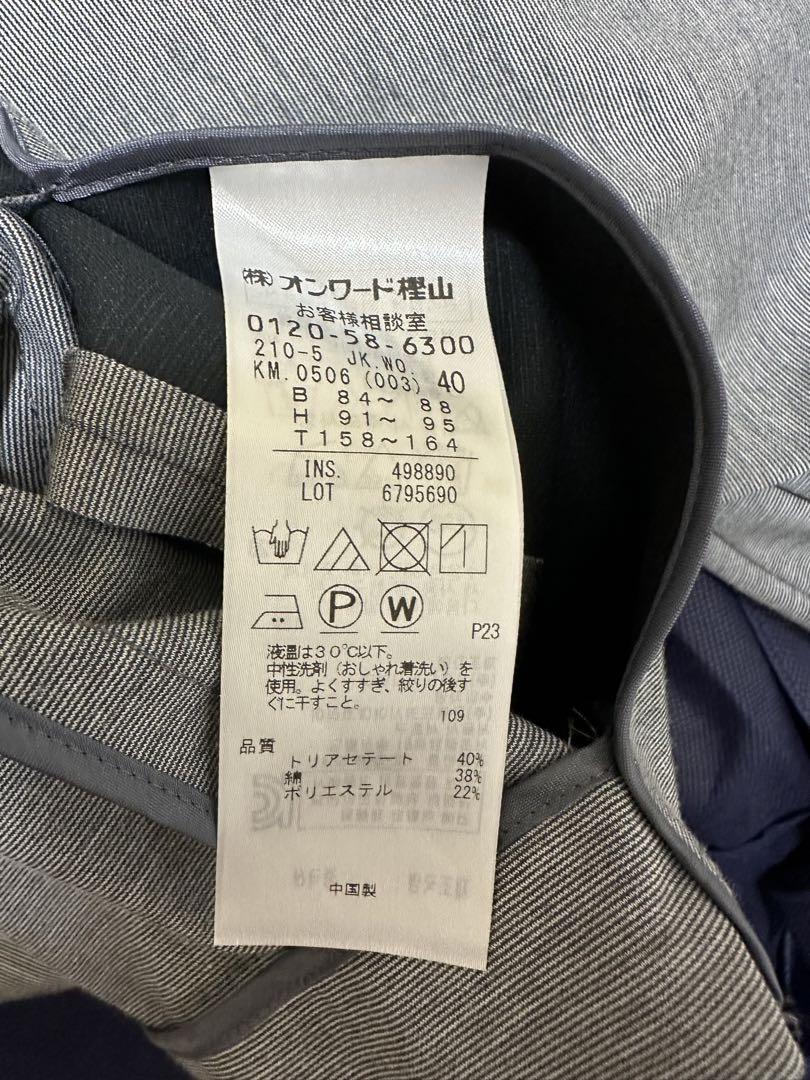 (株)オンワード樫山
お客様相談室
0120-58-6300
210-5 JK.WO.
KM.0506 (003) 40
B 84～ 88
H 91～ 95
T158～164
INS. 498890
LOT 6795690
P W
P23
液温は30℃以下。
中性洗剤（おしゃれ着洗い）を
使用。よくすすぎ、絞りの後す
ぐに干すこと。
109
品質
トリアセテート 40%
綿 38%
ポリエステル 22%
中国製